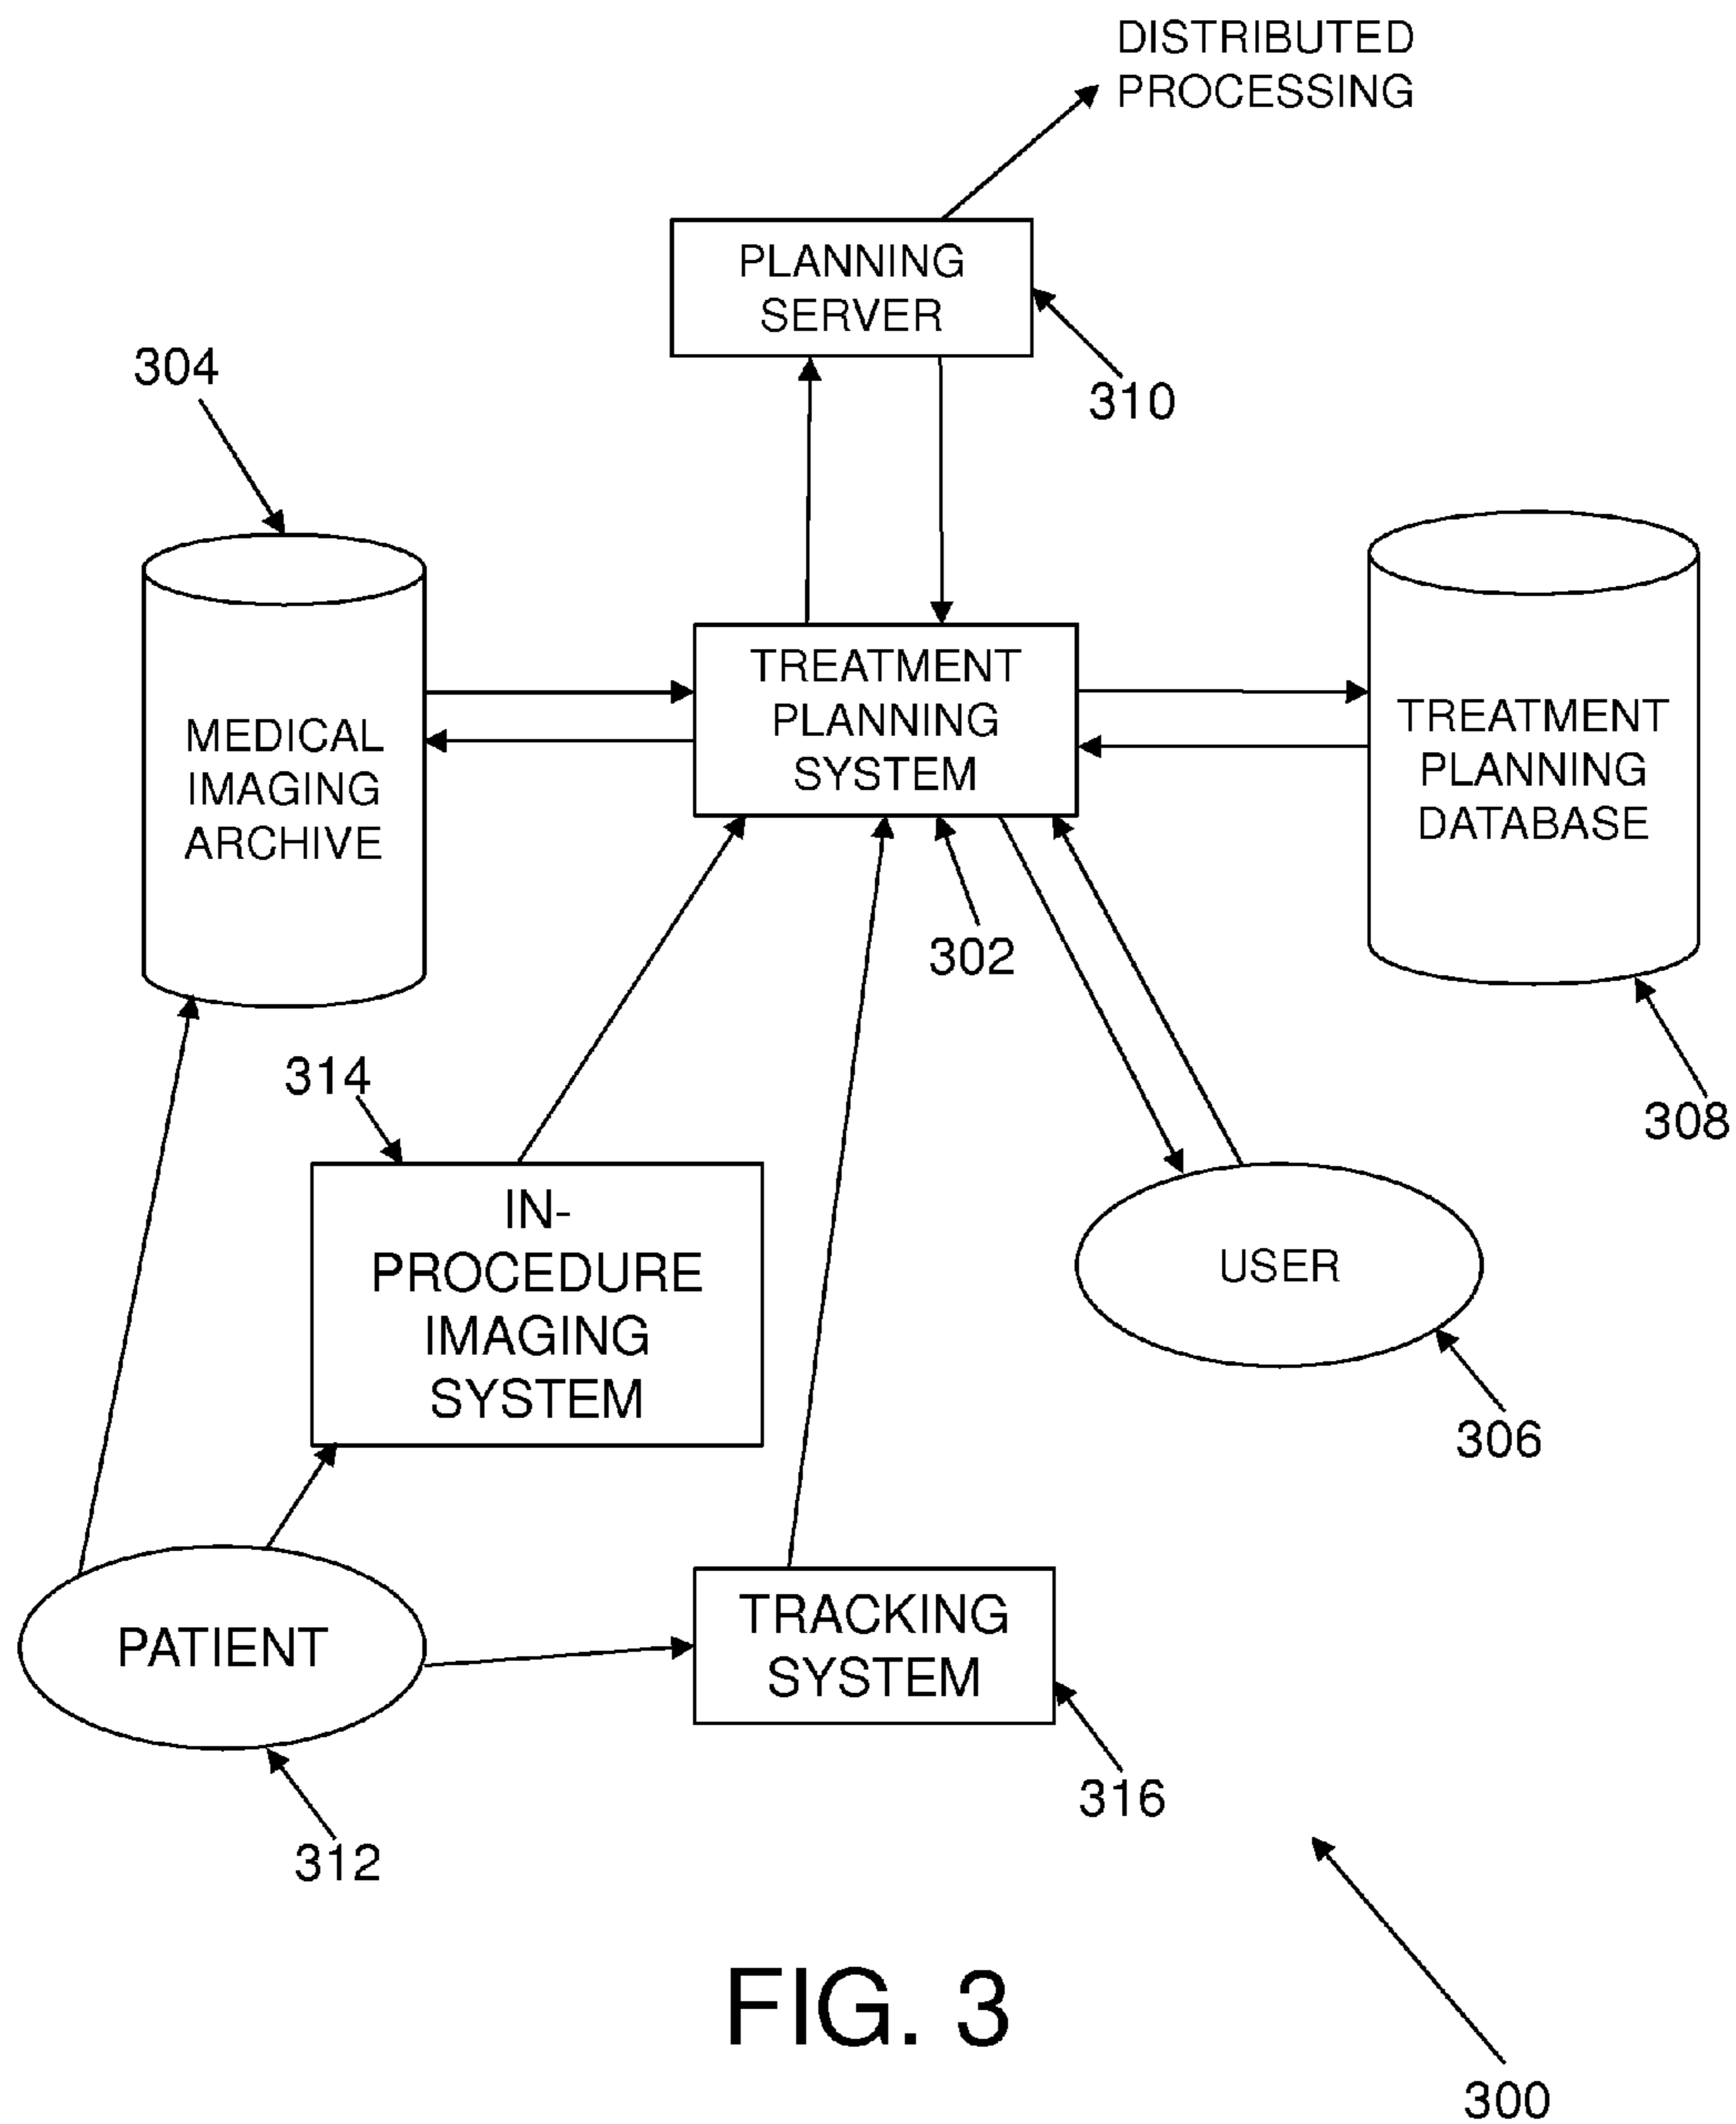 DISTRIBUTED
PROCESSING
PLANNING
SERVER
310
304
MEDICAL
IMAGING
ARCHIVE
TREATMENT
PLANNING
SYSTEM
TREATMENT
PLANNING
DATABASE
302
308
314
IN-
PROCEDURE
IMAGING
SYSTEM
USER
306
PATIENT
TRACKING
SYSTEM
316
312
FIG. 3
300